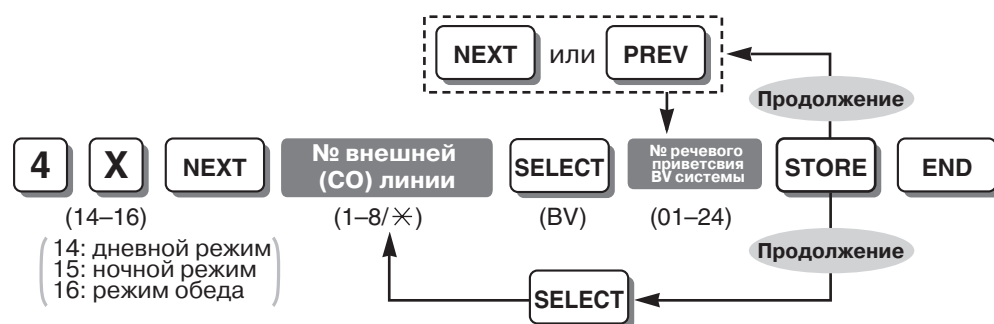 NEXT или PREV
Продолжение
4 X NEXT № внешней (CO) линии SELECT № речевого приветсвия BV системы STORE END
(14–16) (1–8/✳) (BV) (01–24)
14: дневной режим
15: ночной режим
16: режим обеда
Продолжение
SELECT